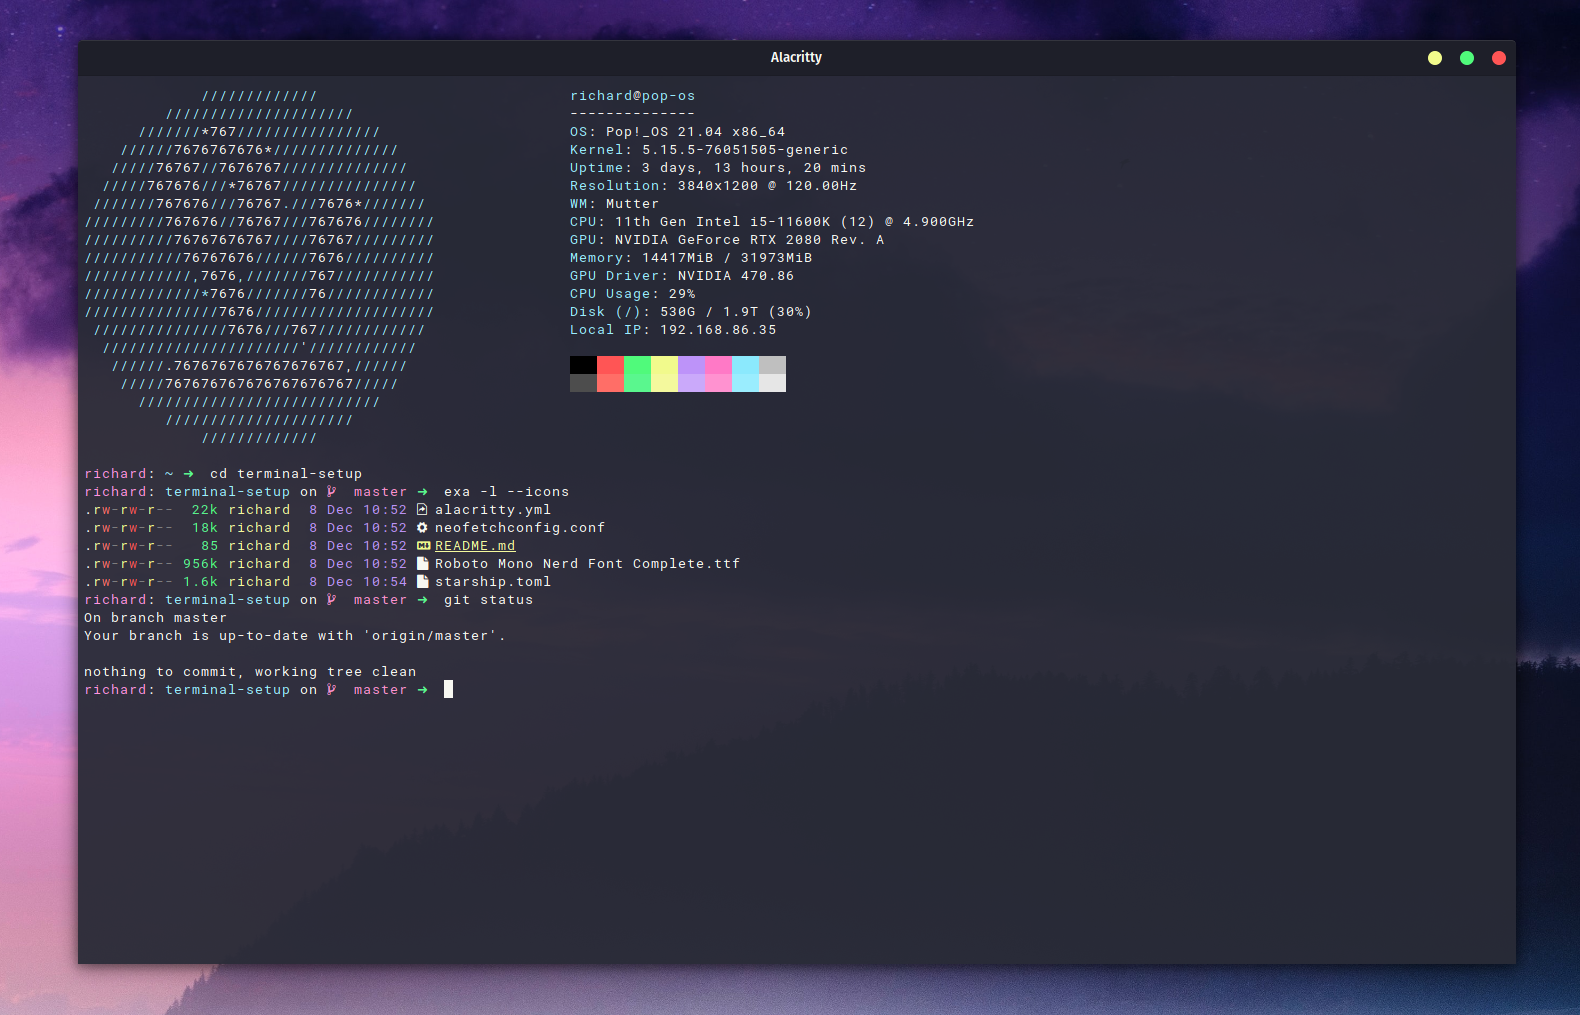 Alacritty
/////////////
/////////////////////
///////*767////////////////
//////7676767676*//////////////
/////76767//7676767//////////////
/////767676///*76767///////////////
///////767676///76767.///7676*///////
/////////767676//76767///767676////////
//////////76767676767////76767/////////
///////////76767676//////7676//////////
////////////,7676,///////767///////////
/////////////*7676///////76////////////
///////////////7676////////////////////
///////////////7676///767////////////
//////////////////////'////////////
//////.7676767676767676767,//////
/////767676767676767676767/////
///////////////////////////
/////////////////////
/////////////
richard@pop-os
--------------
OS: Pop!_OS 21.04 x86_64
Kernel: 5.15.5-76051505-generic
Uptime: 3 days, 13 hours, 20 mins
Resolution: 3840x1200 @ 120.00Hz
WM: Mutter
CPU: 11th Gen Intel i5-11600K (12) @ 4.900GHz
GPU: NVIDIA GeForce RTX 2080 Rev. A
Memory: 14417MiB / 31973MiB
GPU Driver: NVIDIA 470.86
CPU Usage: 29%
Disk (/): 530G / 1.9T (30%)
Local IP: 192.168.86.35
richard: ~ ➜ cd terminal-setup
richard: terminal-setup on master ➜ exa -l --icons
.rw-rw-r-- 22k richard 8 Dec 10:52 alacritty.yml
.rw-rw-r-- 18k richard 8 Dec 10:52 neofetchconfig.conf
.rw-rw-r-- 85 richard 8 Dec 10:52 README.md
.rw-rw-r-- 956k richard 8 Dec 10:52 Roboto Mono Nerd Font Complete.ttf
.rw-rw-r-- 1.6k richard 8 Dec 10:54 starship.toml
richard: terminal-setup on master ➜ git status
On branch master
Your branch is up-to-date with 'origin/master'.
nothing to commit, working tree clean
richard: terminal-setup on master ➜